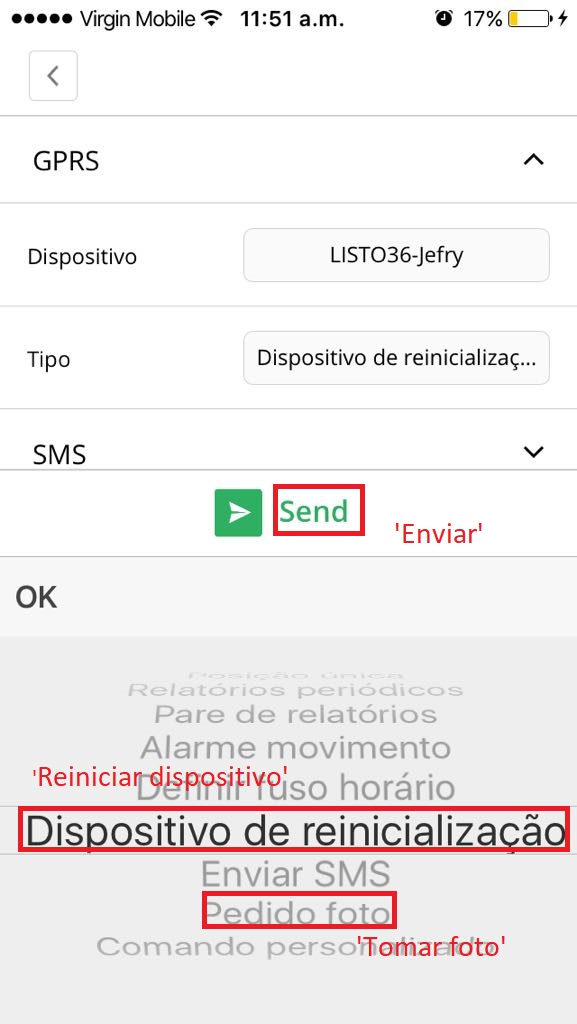 Virgin Mobile 11:51 a.m. 17%
GPRS
Dispositivo LISTO36-Jefry
Tipo Dispositivo de reinicializaç...
SMS
Send
'Enviar'
OK
Posição única
Relatórios periódicos
Pare de relatórios
Alarme movimento
'Reiniciar dispositivo'
Definir fuso horário
Dispositivo de reinicialização
Enviar SMS
Pedido foto
Comando personalizado
'Tomar foto'